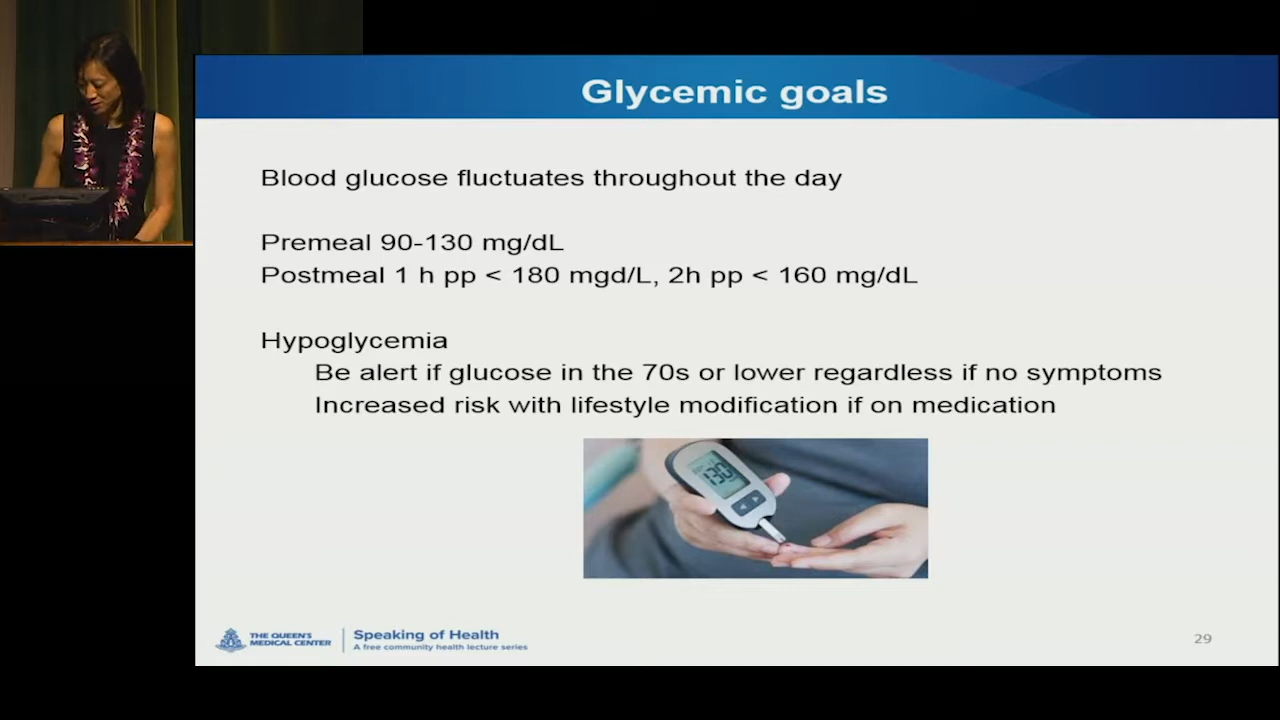 Glycemic goals
Blood glucose fluctuates throughout the day
Premeal 90-130 mg/dL
Postmeal 1 h pp < 180 mgd/L, 2h pp < 160 mg/dL
Hypoglycemia
Be alert if glucose in the 70s or lower regardless if no symptoms
Increased risk with lifestyle modification if on medication
130
THE QUEEN'S
MEDICAL CENTER
Speaking of Health
A free community health lecture series
29